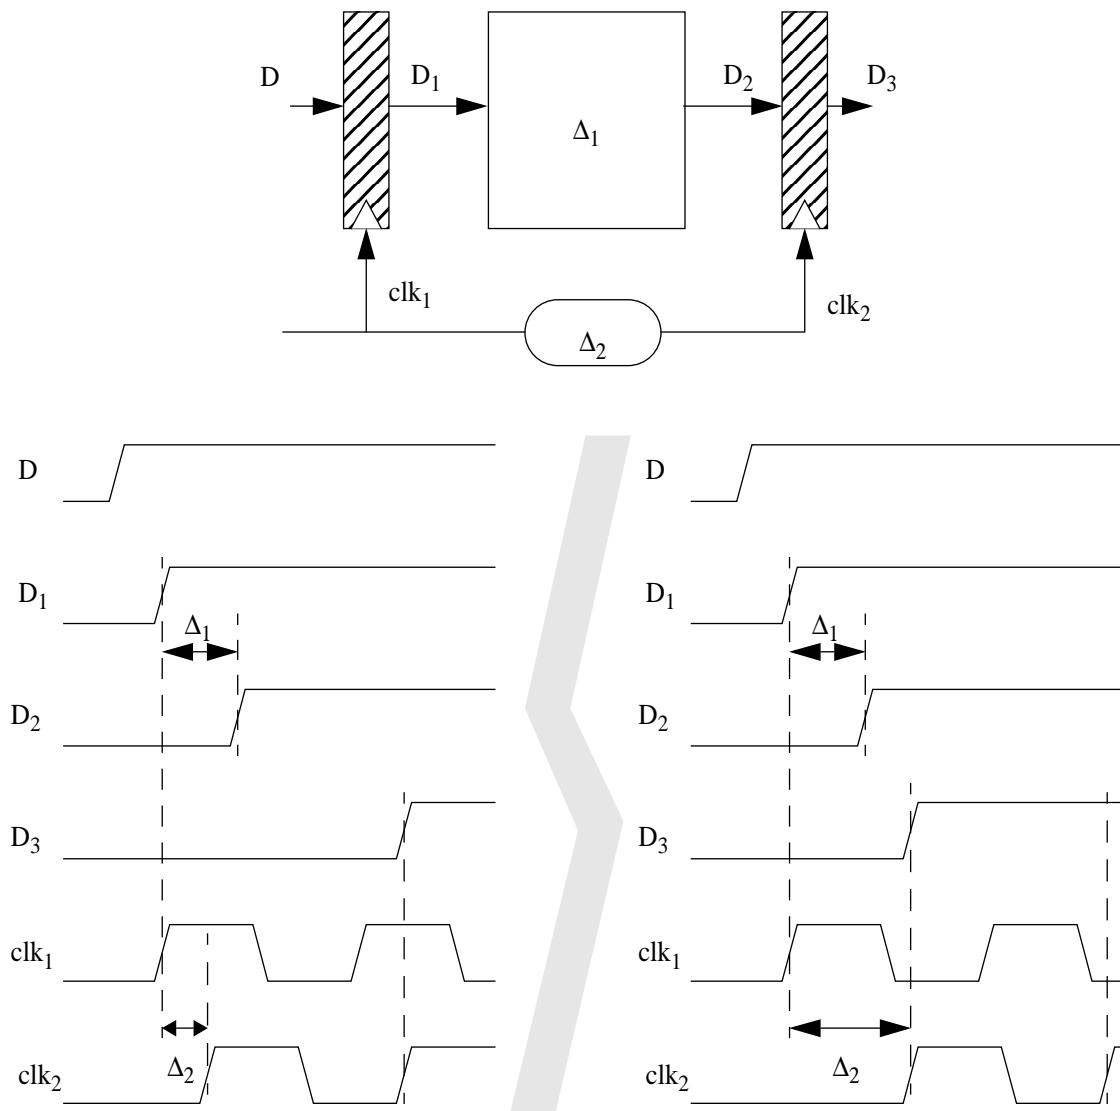 D D₁ D₂ D₃
Δ₁
clk₁ clk₂
Δ₂
D D
D₁ D₁
Δ₁ Δ₁
D₂ D₂
D₃ D₃
clk₁ clk₁
Δ₂ Δ₂
clk₂ clk₂